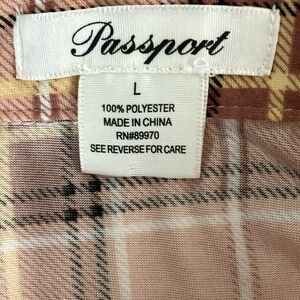 Passport
L
100% POLYESTER
MADE IN CHINA
RN#89970
SEE REVERSE FOR CARE